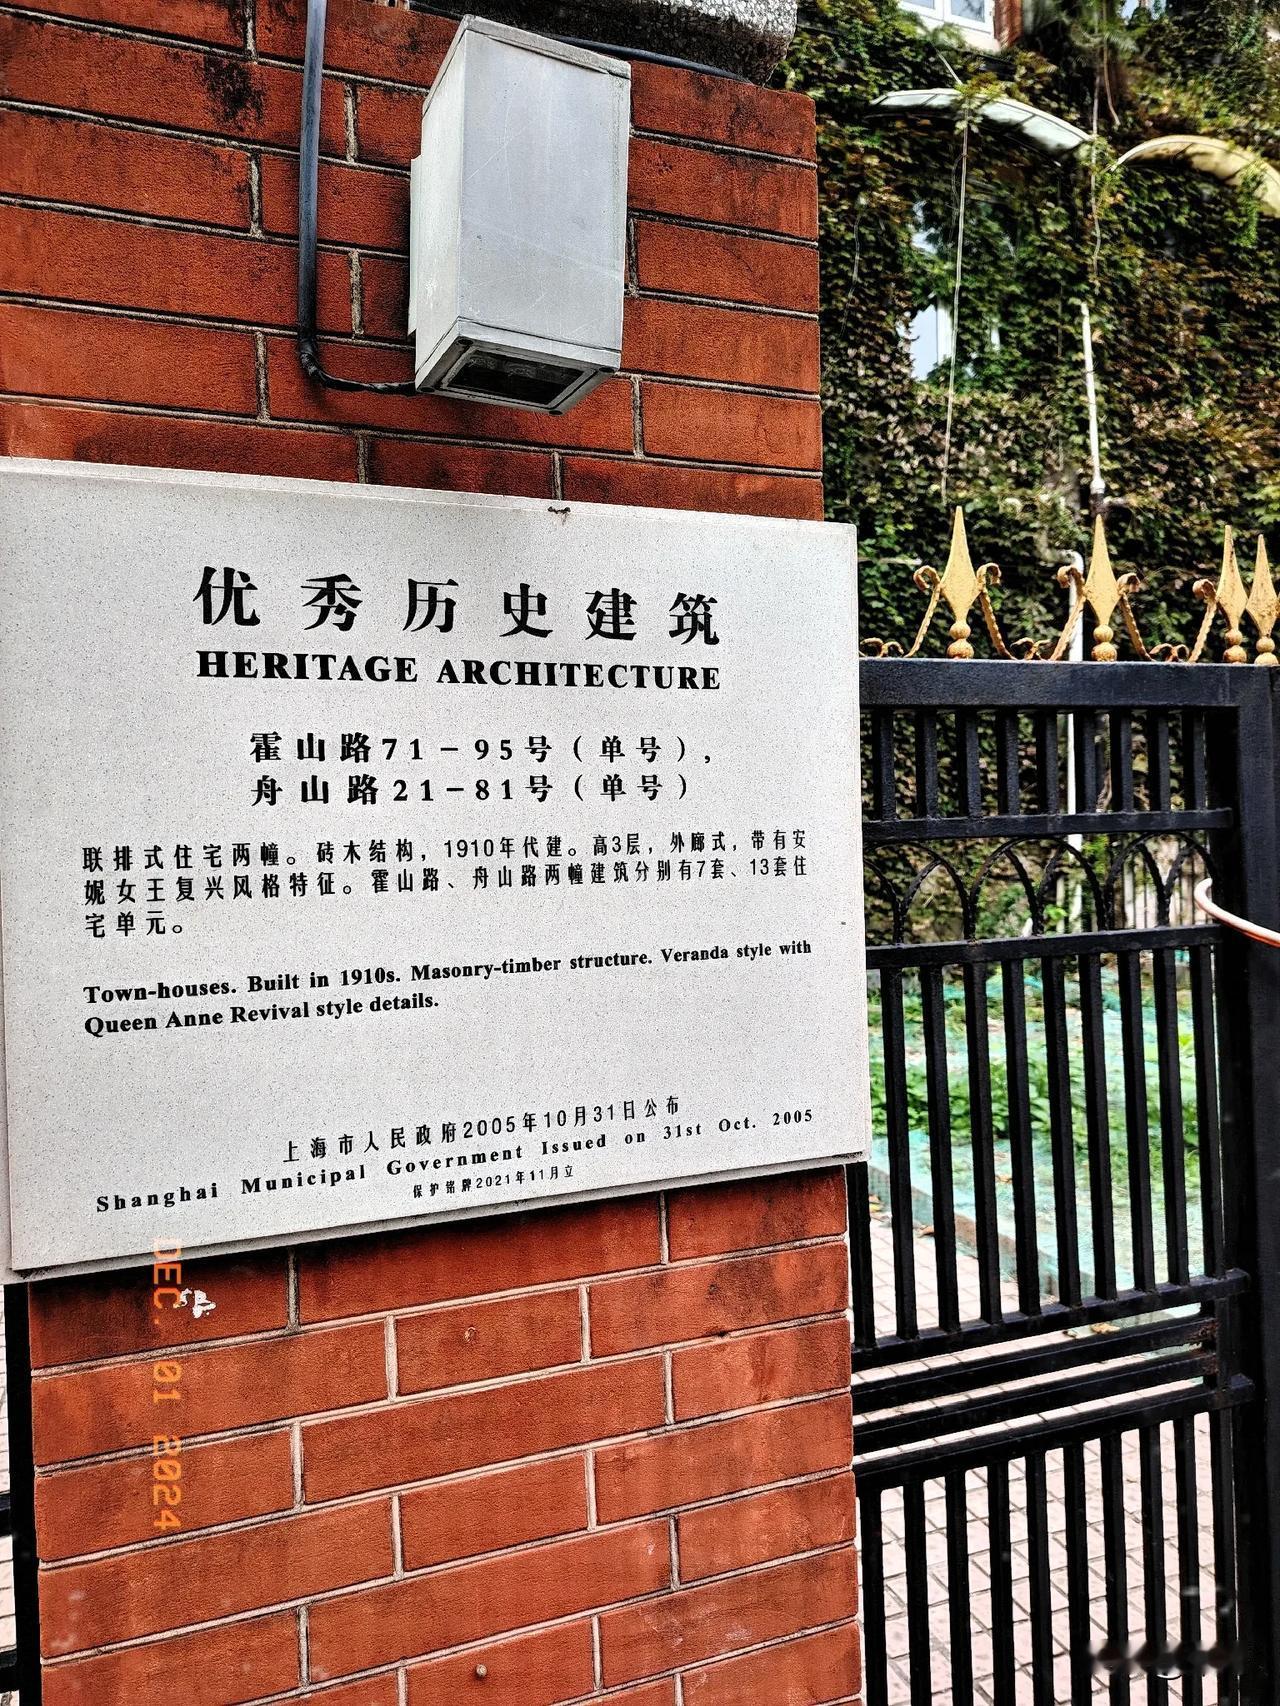 优秀历史建筑
HERITAGE ARCHITECTURE
霍山路71-95号（单号），
舟山路21-81号（单号）
联排式住宅两幢。砖木结构，1910年代建。高3层，外廊式，带有安
妮女王复兴风格特征。霍山路、舟山路两幢建筑分别有7套、13套住
宅单元。
Town-houses. Built in 1910s. Masonry-timber structure. Veranda style with
Queen Anne Revival style details.
上海市人民政府2005年10月31日公布
Shanghai Municipal Government Issued on 31st Oct. 2005
保护铭牌2021年11月立
DEC. 01 2024